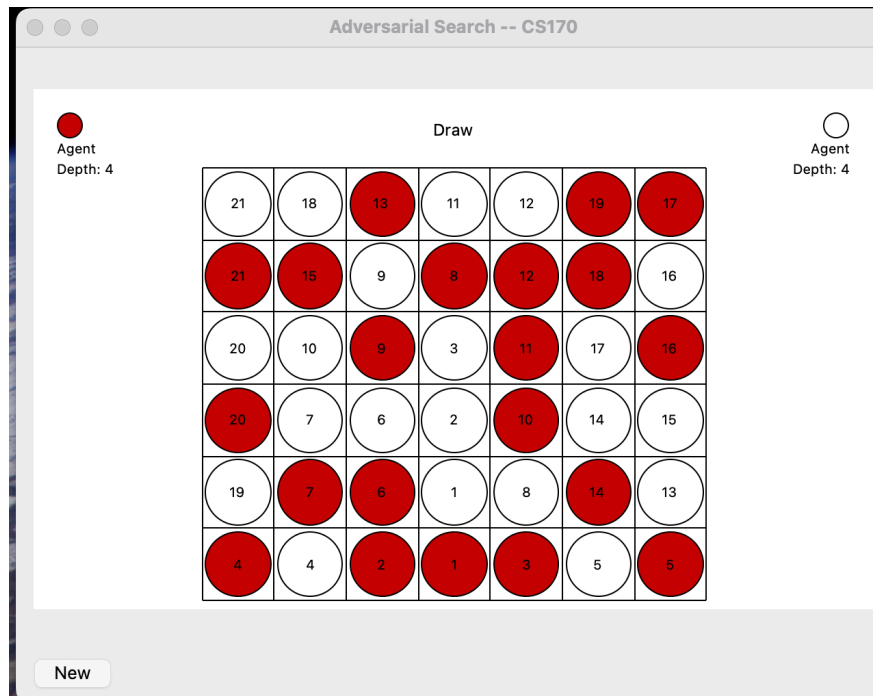 Adversarial Search -- CS170
Draw
Agent
Depth: 4
Agent
Depth: 4
21 18 13 11 12 19 17
21 15 9 8 12 18 16
20 10 9 3 11 17 16
20 7 6 2 10 14 15
19 7 6 1 8 14 13
4 4 2 1 3 5 5
New